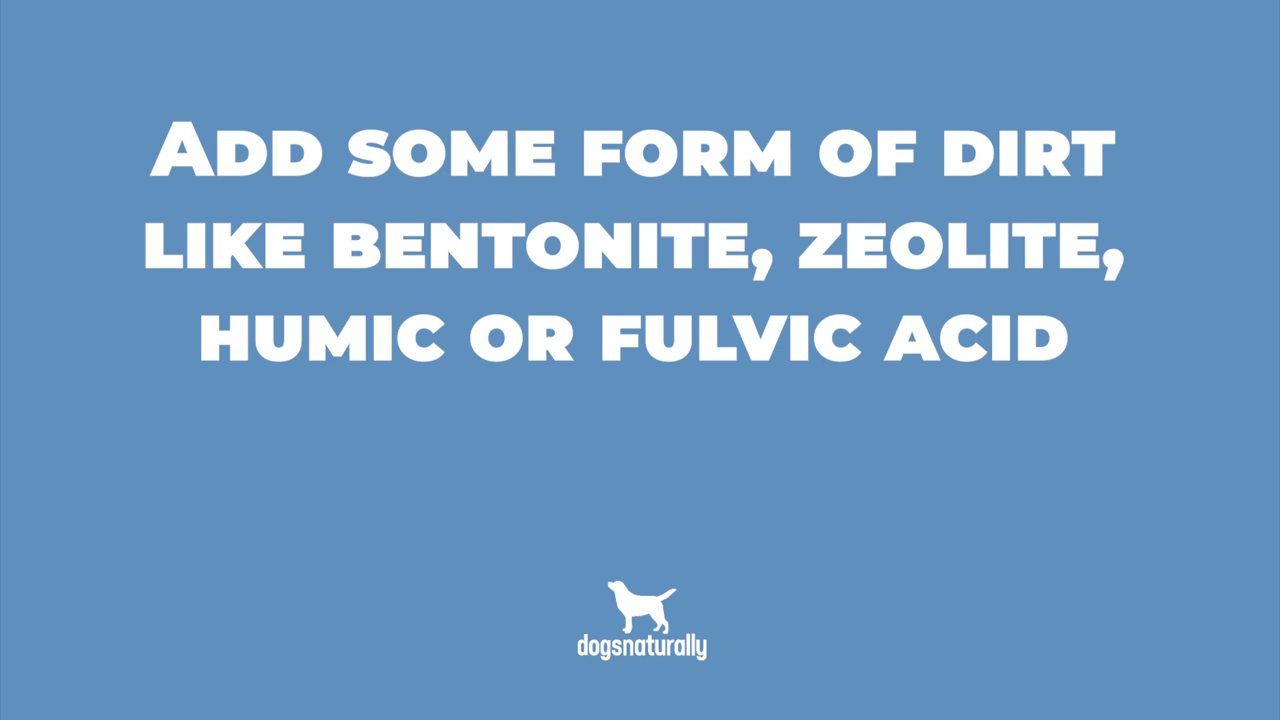 Add some form of dirt
like bentonite, zeolite,
humic or fulvic acid
dogsnaturally